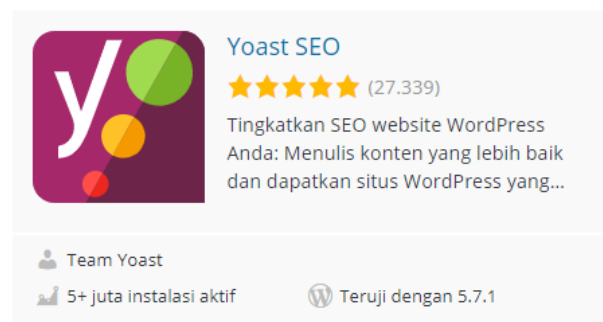 yo
Yoast SEO
(27.339)
Tingkatkan SEO website WordPress
Anda: Menulis konten yang lebih baik
dan dapatkan situs WordPress yang...
Team Yoast
5+ juta instalasi aktif
Teruji dengan 5.7.1